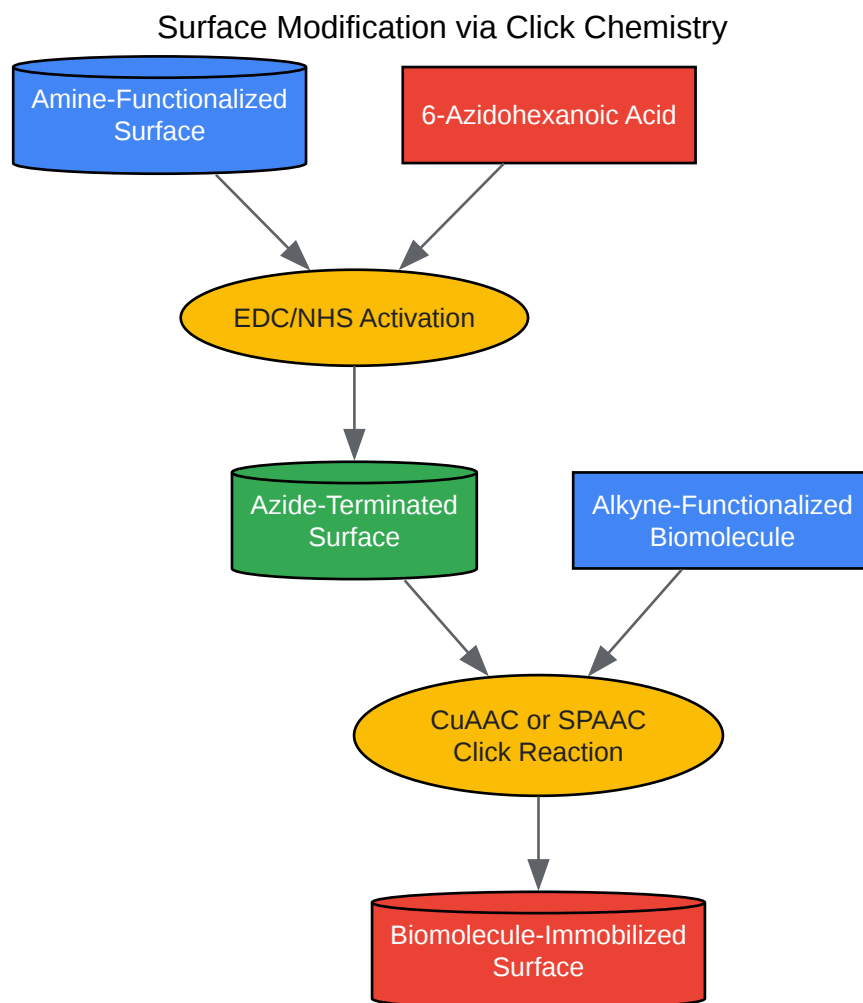 Surface Modification via Click Chemistry
Amine-Functionalized
Surface
6-Azidohexanoic Acid
EDC/NHS Activation
Azide-Terminated
Surface
Alkyne-Functionalized
Biomolecule
CuAAC or SPAAC
Click Reaction
Biomolecule-Immobilized
Surface